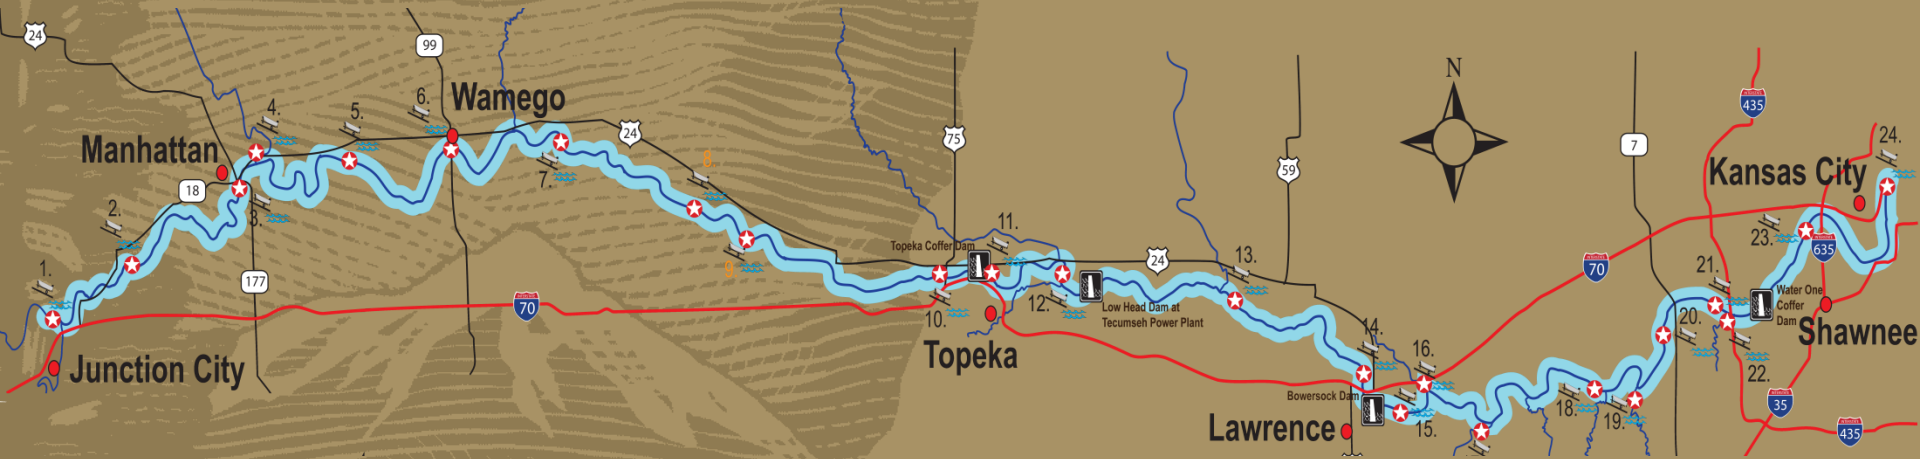 24
99
Wamego
6.
5.
4.
Manhattan
18
3.
2.
1.
177
Junction City
70
7.
24
8.
9.
75
Topeka Coffer Dam
11.
10.
12.
Topeka
Low Head Dam at
Tecumseh Power Plant
24
13.
59
N
14.
16.
Bowersock Dam
15.
Lawrence
70
7
18.
19.
20.
21.
22.
Water One
Coffer
Dam
Shawnee
435
Kansas City
24.
23.
635
35
435